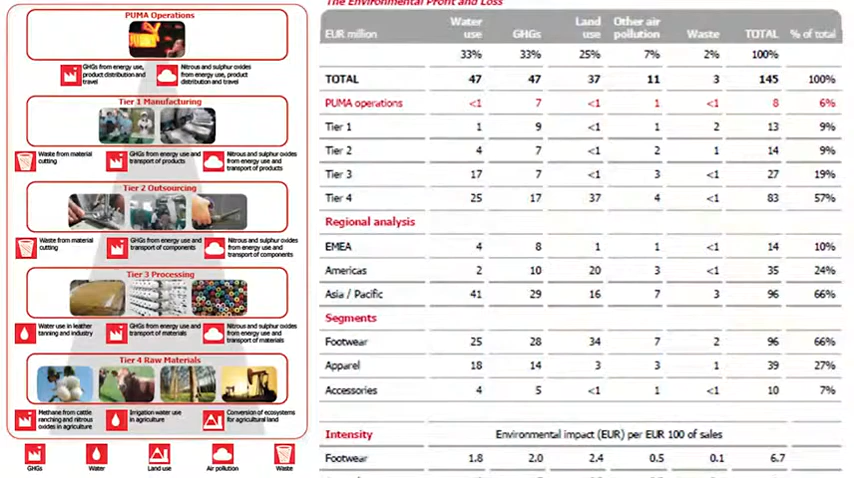 PUMA Operations
GHGs from energy use,
product distribution and
travel
Nitrous and sulphur oxides
from energy use, product
distribution and travel
Tier 1 Manufacturing
Waste from material
cutting
GHGs from energy use and
transport of products
Nitrous and sulphur oxides
from energy use and
transport of products
Tier 2 Outsourcing
Waste from material
cutting
GHGs from energy use and
transport of components
Nitrous and sulphur oxides
from energy use and
transport of components
Tier 3 Processing
Water use in leather
tanning and industry
GHGs from energy use and
transport of materials
Nitrous and sulphur oxides
from energy use and
transport of materials
Tier 4 Raw Materials
Methane from cattle
ranching and nitrous
oxides in agriculture
Irrigation water use
in agriculture
Conversion of ecosystems
for agricultural land
GHGs Water Land use Air pollution Waste
The Environmental Profit and Loss
EUR million Water use GHGs Land use Other air pollution Waste TOTAL % of total
33% 33% 25% 7% 2% 100%
TOTAL 47 47 37 11 3 145 100%
PUMA operations <1 7 <1 1 <1 8 6%
Tier 1 1 9 <1 1 2 13 9%
Tier 2 4 7 <1 2 1 14 9%
Tier 3 17 7 <1 3 <1 27 19%
Tier 4 25 17 37 4 <1 83 57%
Regional analysis
EMEA 4 8 1 1 <1 14 10%
Americas 2 10 20 3 <1 35 24%
Asia / Pacific 41 29 16 7 3 96 66%
Segments
Footwear 25 28 34 7 2 96 66%
Apparel 18 14 3 3 1 39 27%
Accessories 4 5 <1 1 <1 10 7%
Intensity Environmental impact (EUR) per EUR 100 of sales
Footwear 1.8 2.0 2.4 0.5 0.1 6.7